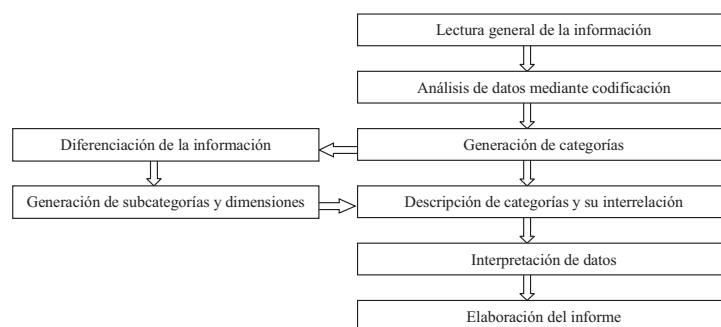 Lectura general de la información
Análisis de datos mediante codificación
Diferenciación de la información
Generación de categorías
Generación de subcategorías y dimensiones
Descripción de categorías y su interrelación
Interpretación de datos
Elaboración del informe